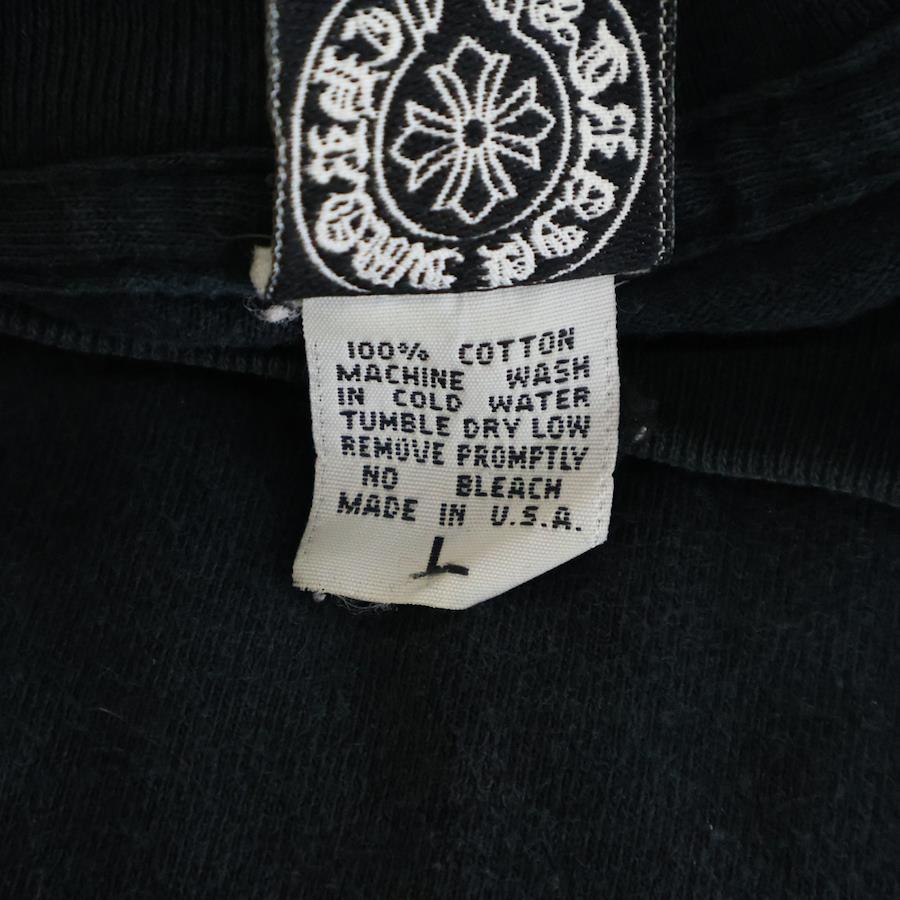 100% COTTON
MACHINE WASH
IN COLD WATER
TUMBLE DRY LOW
REMOVE PROMPTLY
NO BLEACH
MADE IN U.S.A.
L